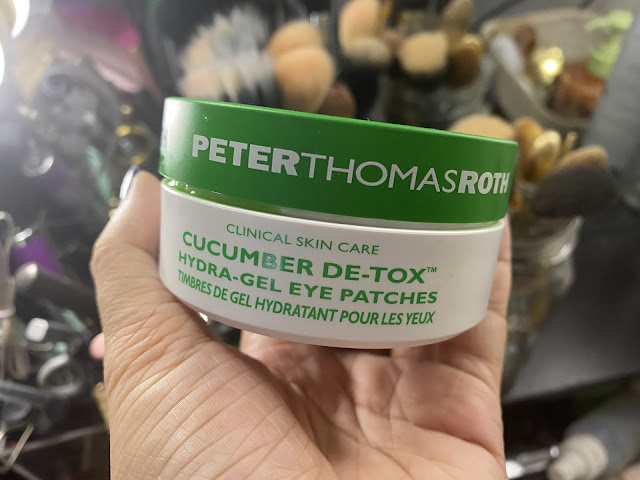 PETERTHOMASROTH
CLINICAL SKIN CARE
CUCUMBER DE-TOX™
HYDRA-GEL EYE PATCHES
TIMBRES DE GEL HYDRATANT POUR LES YEUX